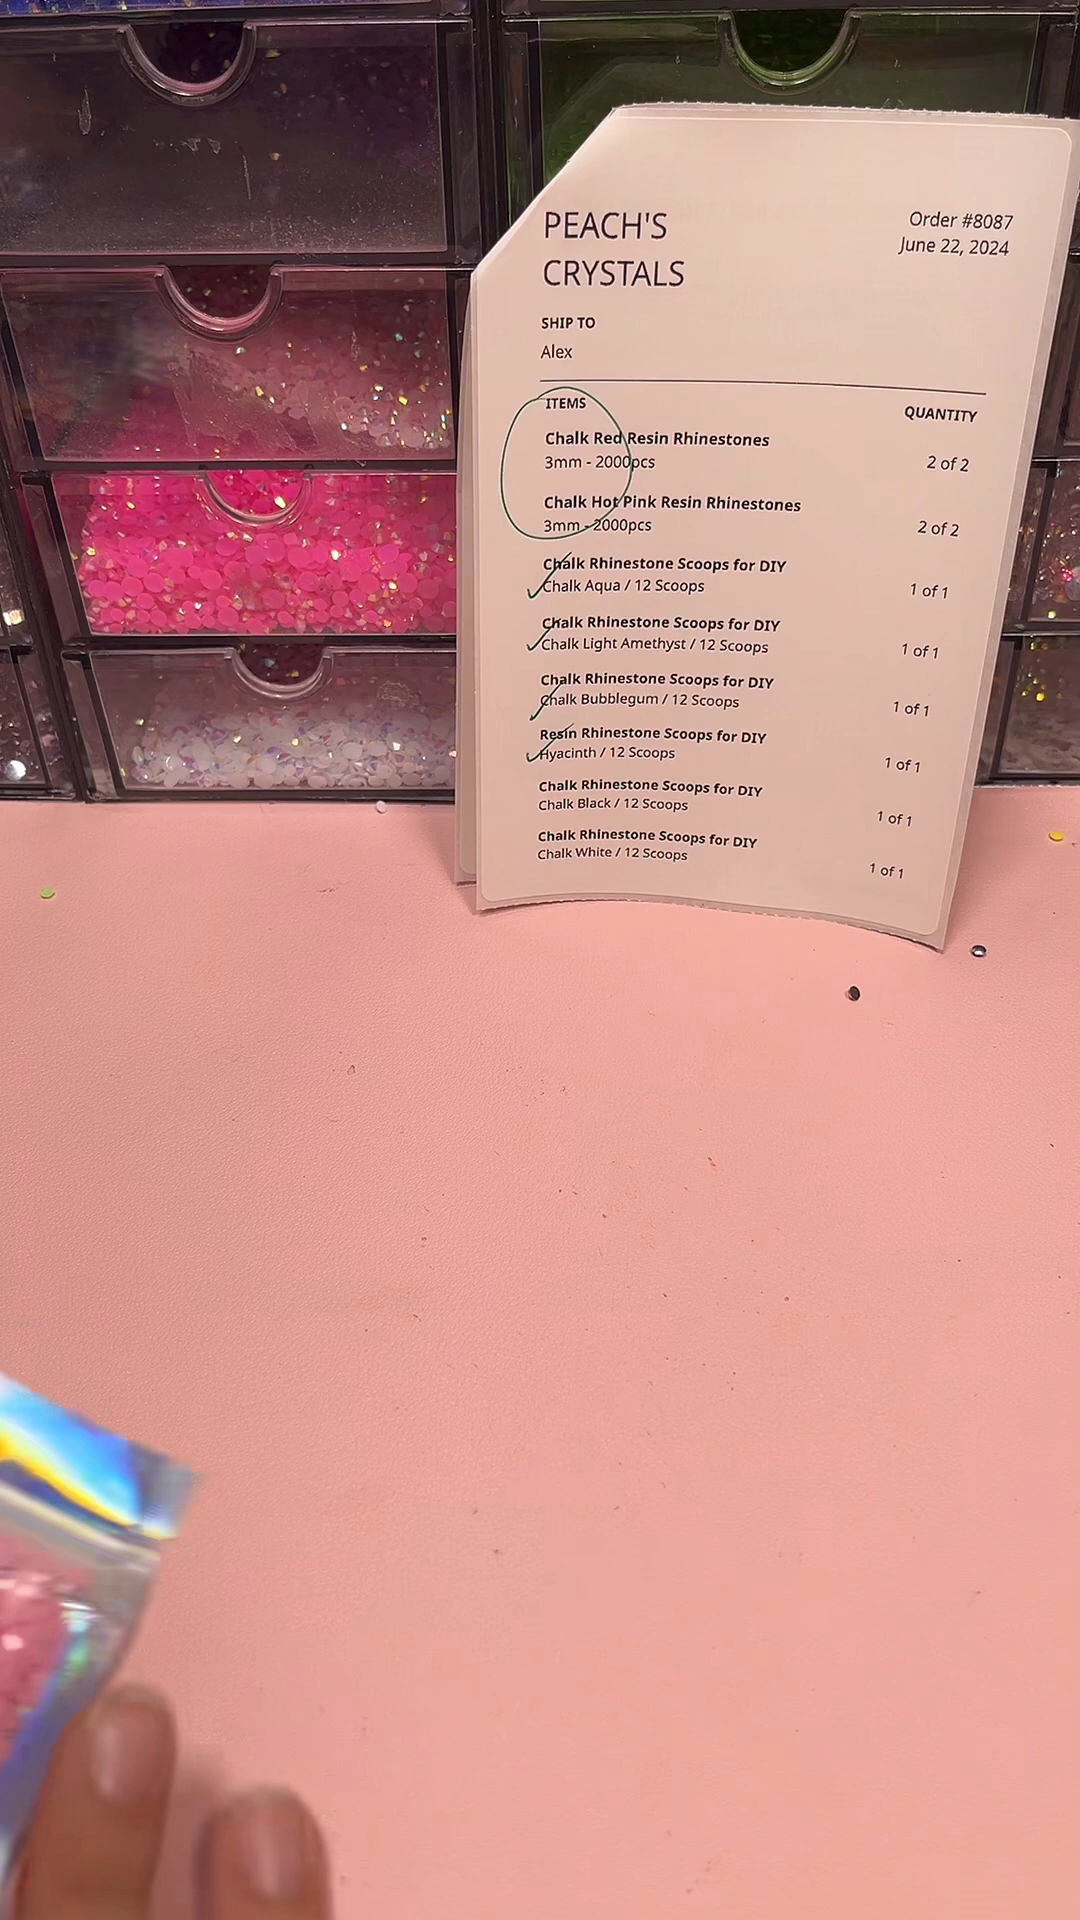 PEACH'S
CRYSTALS
Order #8087
June 22, 2024
SHIP TO
Alex
ITEMS QUANTITY
Chalk Red Resin Rhinestones
3mm - 2000pcs 2 of 2
Chalk Hot Pink Resin Rhinestones
3mm - 2000pcs 2 of 2
Chalk Rhinestone Scoops for DIY
Chalk Aqua / 12 Scoops 1 of 1
Chalk Rhinestone Scoops for DIY
Chalk Light Amethyst / 12 Scoops 1 of 1
Chalk Rhinestone Scoops for DIY
Chalk Bubblegum / 12 Scoops 1 of 1
Resin Rhinestone Scoops for DIY
Hyacinth / 12 Scoops 1 of 1
Chalk Rhinestone Scoops for DIY
Chalk Black / 12 Scoops 1 of 1
Chalk Rhinestone Scoops for DIY
Chalk White / 12 Scoops 1 of 1